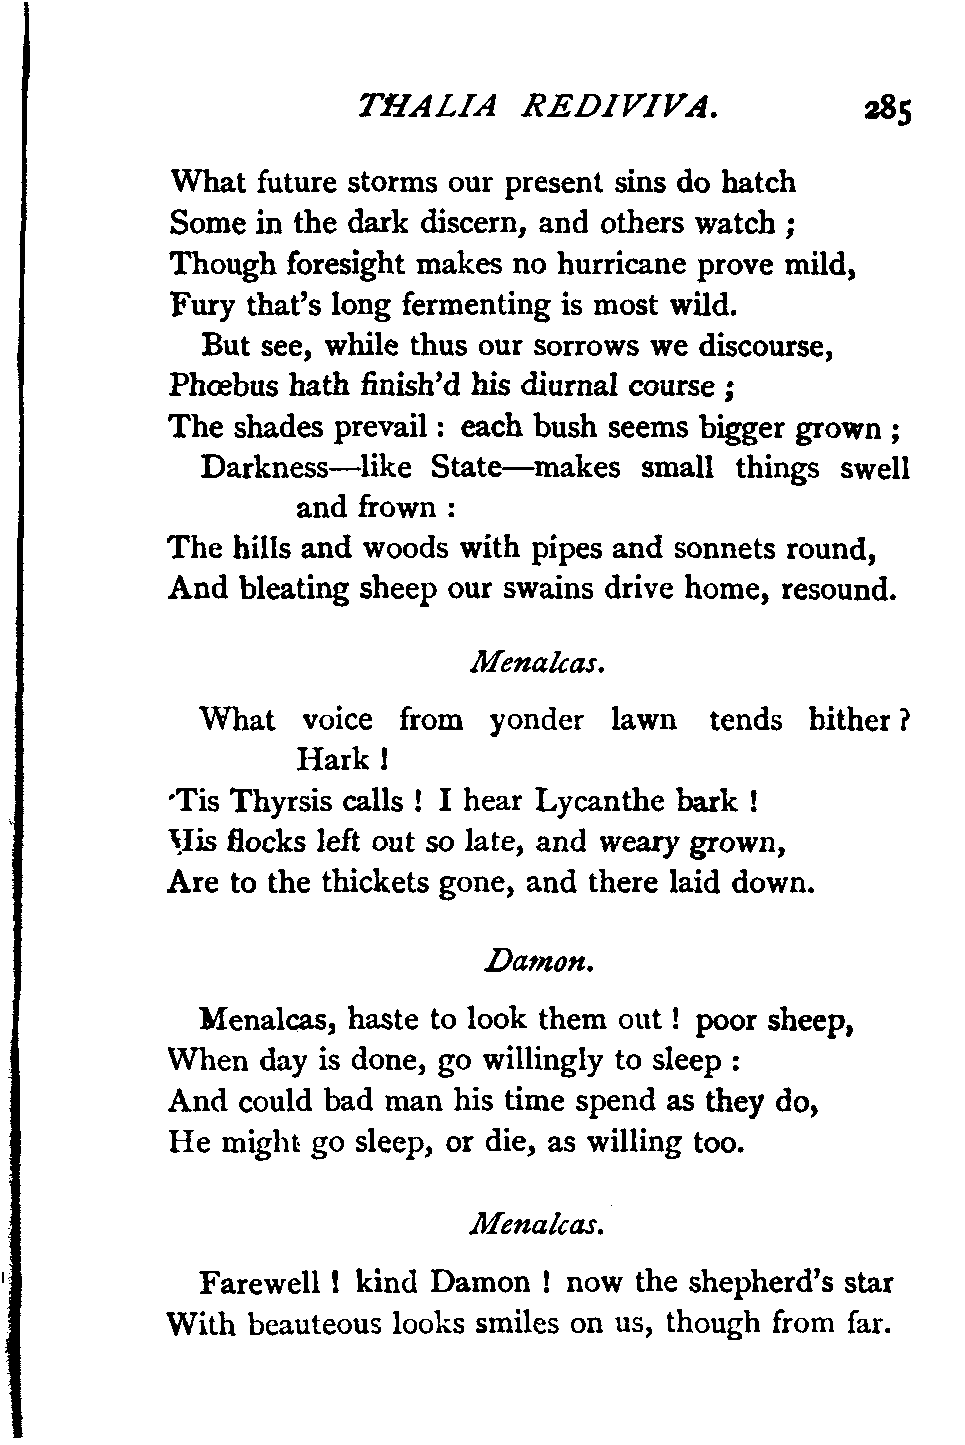 THALIA REDIVIVA. 285
What future storms our present sins do hatch
Some in the dark discern, and others watch ;
Though foresight makes no hurricane prove mild,
Fury that's long fermenting is most wild.
But see, while thus our sorrows we discourse,
Phœbus hath finish'd his diurnal course ;
The shades prevail : each bush seems bigger grown ;
Darkness—like State—makes small things swell
and frown :
The hills and woods with pipes and sonnets round,
And bleating sheep our swains drive home, resound.
Menalcas.
What voice from yonder lawn tends hither ?
Hark !
'Tis Thyrsis calls ! I hear Lycanthe bark !
His flocks left out so late, and weary grown,
Are to the thickets gone, and there laid down.
Damon.
Menalcas, haste to look them out ! poor sheep,
When day is done, go willingly to sleep :
And could bad man his time spend as they do,
He might go sleep, or die, as willing too.
Menalcas.
Farewell ! kind Damon ! now the shepherd's star
With beauteous looks smiles on us, though from far.